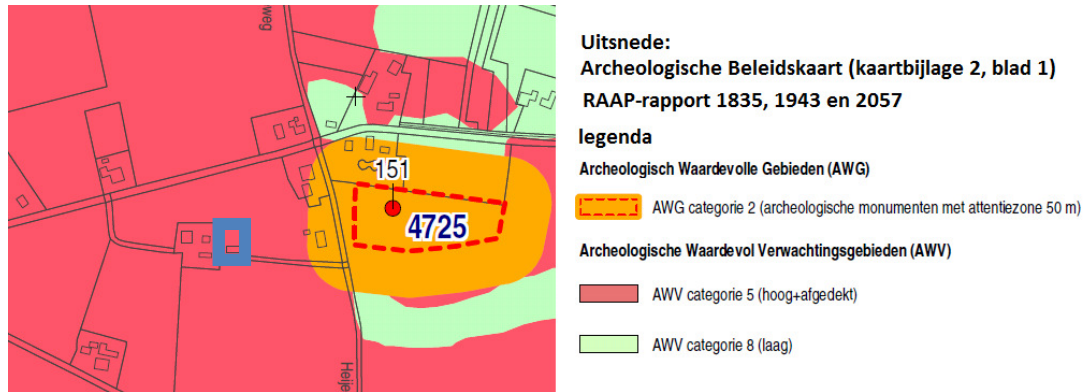 weg
151
4725
Heije
Uitsnede:
Archeologische Beleidskaart (kaartbijlage 2, blad 1)
RAAP-rapport 1835, 1943 en 2057
legenda
Archeologisch Waardevolle Gebieden (AWG)
AWG categorie 2 (archeologische monumenten met attentiezone 50 m)
Archeologische Waardevol Verwachtingsgebieden (AWV)
AWV categorie 5 (hoog+afgedekt)
AWV categorie 8 (laag)